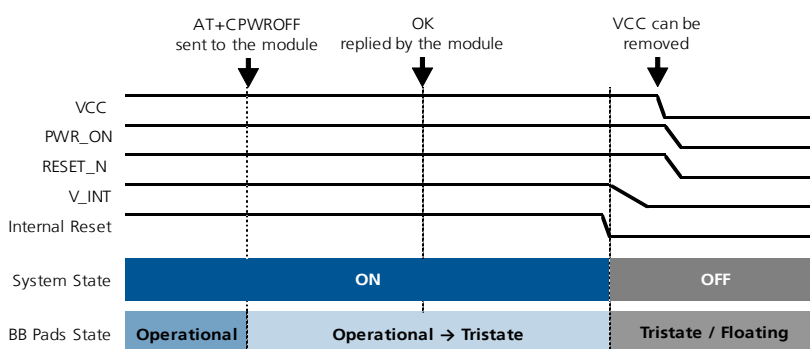 AT+CPWROFF
sent to the module
OK
replied by the module
VCC can be
removed
VCC
PWR_ON
RESET_N
V_INT
Internal Reset
System State
ON
OFF
BB Pads State
Operational
Operational → Tristate
Tristate / Floating